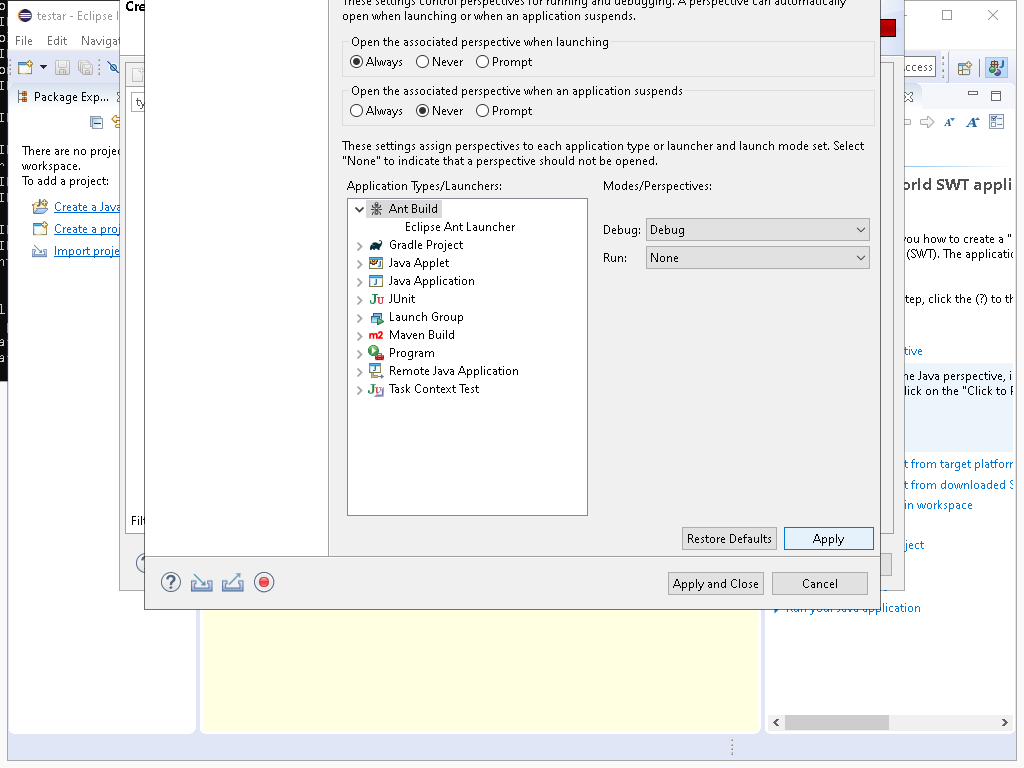 testar - Eclipse
Cre
File Edit Navigat
Package Exp...
There are no proje
workspace.
To add a project:
Create a Java
Create a proj
Import proje
ty
Filt
These settings control perspectives for running and debugging. A perspective can automatically
open when launching or when an application suspends.
Open the associated perspective when launching
Always Never Prompt
Open the associated perspective when an application suspends
Always Never Prompt
These settings assign perspectives to each application type or launcher and launch mode set. Select
"None" to indicate that a perspective should not be opened.
Application Types/Launchers:
Modes/Perspectives:
Ant Build
Eclipse Ant Launcher
Gradle Project
Java Applet
Java Application
JUnit
Launch Group
Maven Build
Program
Remote Java Application
Task Context Test
Debug: Debug
Run: None
Restore Defaults Apply
Apply and Close Cancel
ccess
orld SWT appli
you how to create a "
(SWT). The applicatio
tep, click the (?) to th
tive
he Java perspective, i
lick on the "Click to P
t from target platform
t from downloaded S
in workspace
ject
Run your Java application